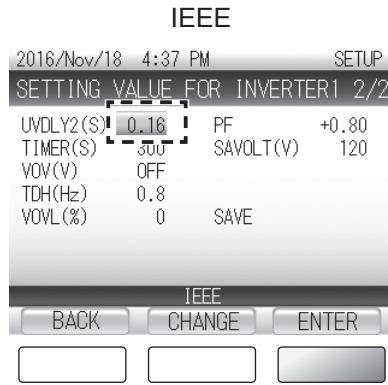 IEEE
2016/Nov/18 4:37 PM SETUP
SETTING VALUE FOR INVERTER1 2/2
UVDLY2(S) 0.16 PF +0.80
TIMER(S) 300 SAVOLT(V) 120
VOV(V) OFF
TDH(Hz) 0.8
VOVL(%) 0 SAVE
IEEE
BACK CHANGE ENTER